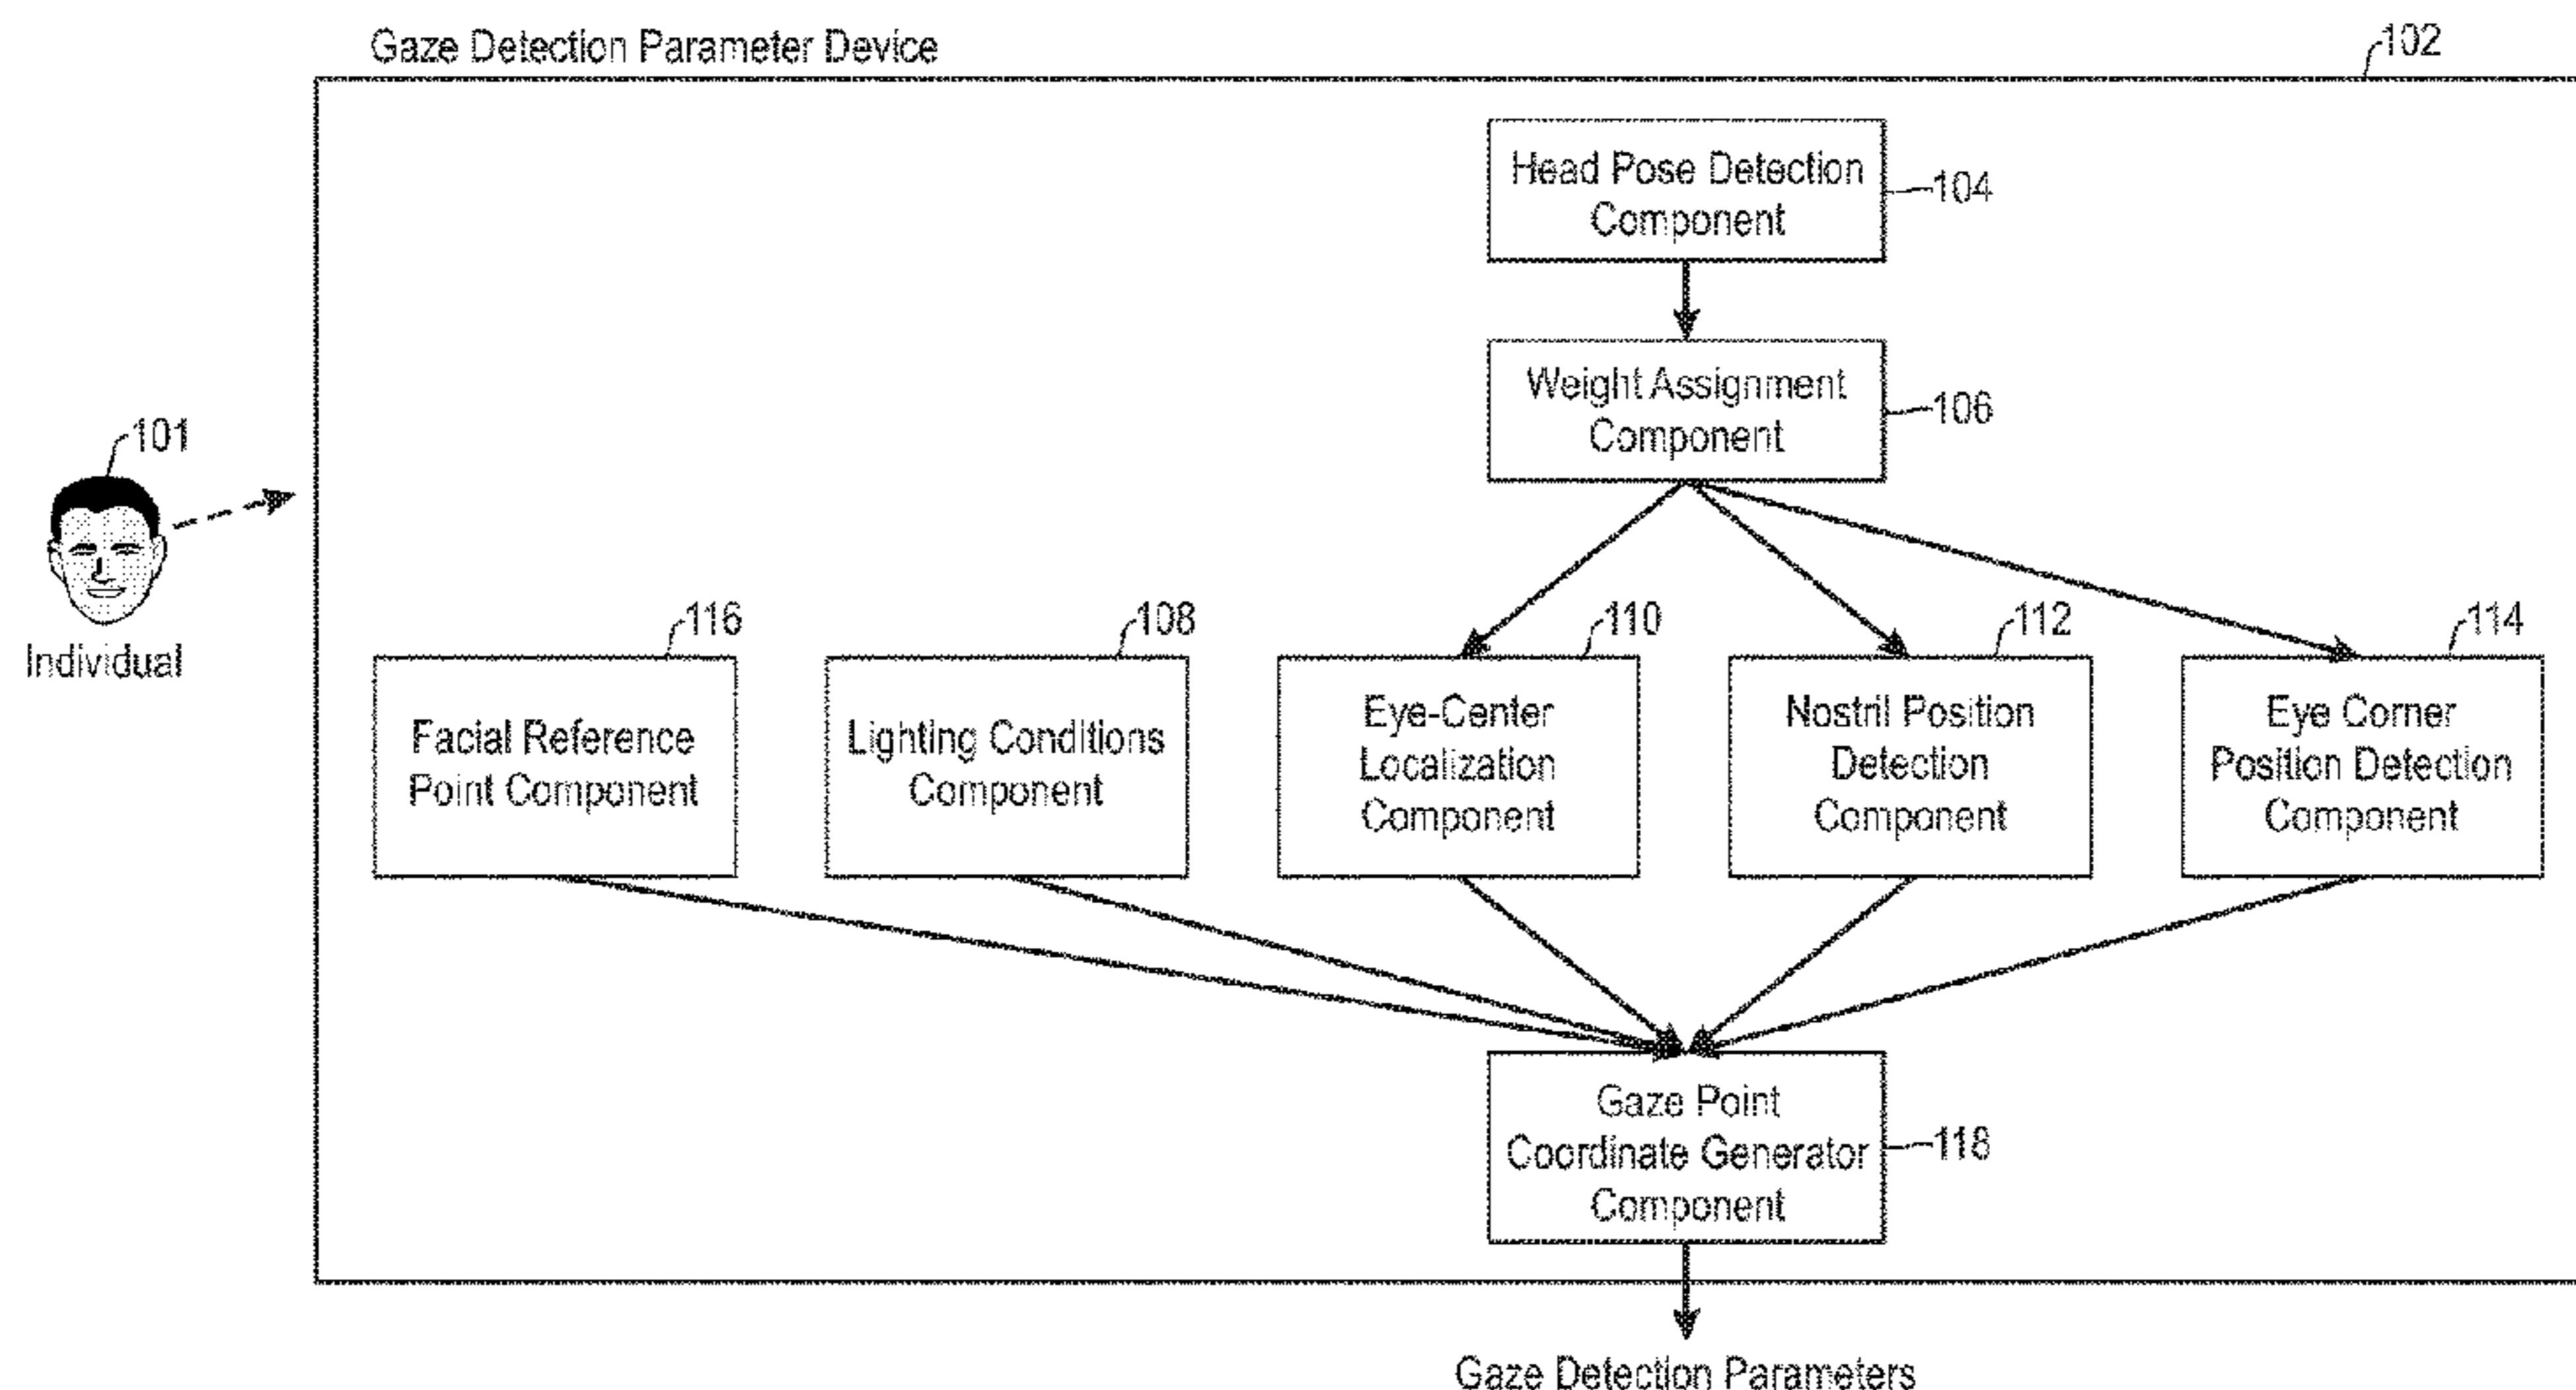 Gaze Detection Parameter Device
102
Head Pose Detection
Component
104
Weight Assignment
Component
106
101
Individual
116
108
110
112
114
Facial Reference
Point Component
Lighting Conditions
Component
Eye-Center
Localization
Component
Nostril Position
Detection
Component
Eye Corner
Position Detection
Component
Gaze Point
Coordinate Generator
Component
118
Gaze Detection Parameters